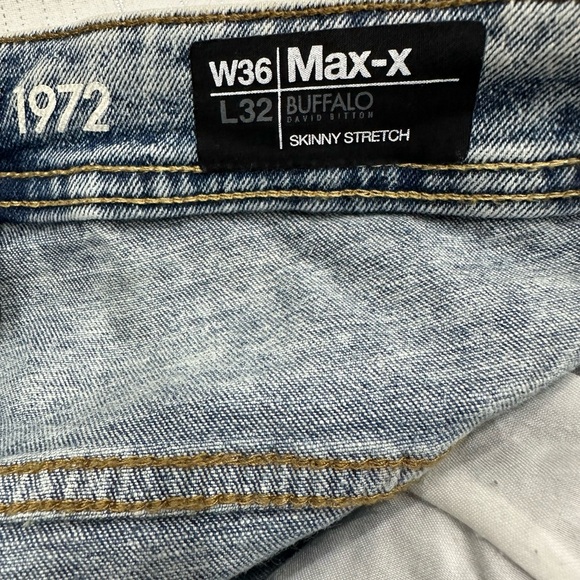 1972
W36 Max-x
L32 BUFFALO
DAVID BITTON
SKINNY STRETCH